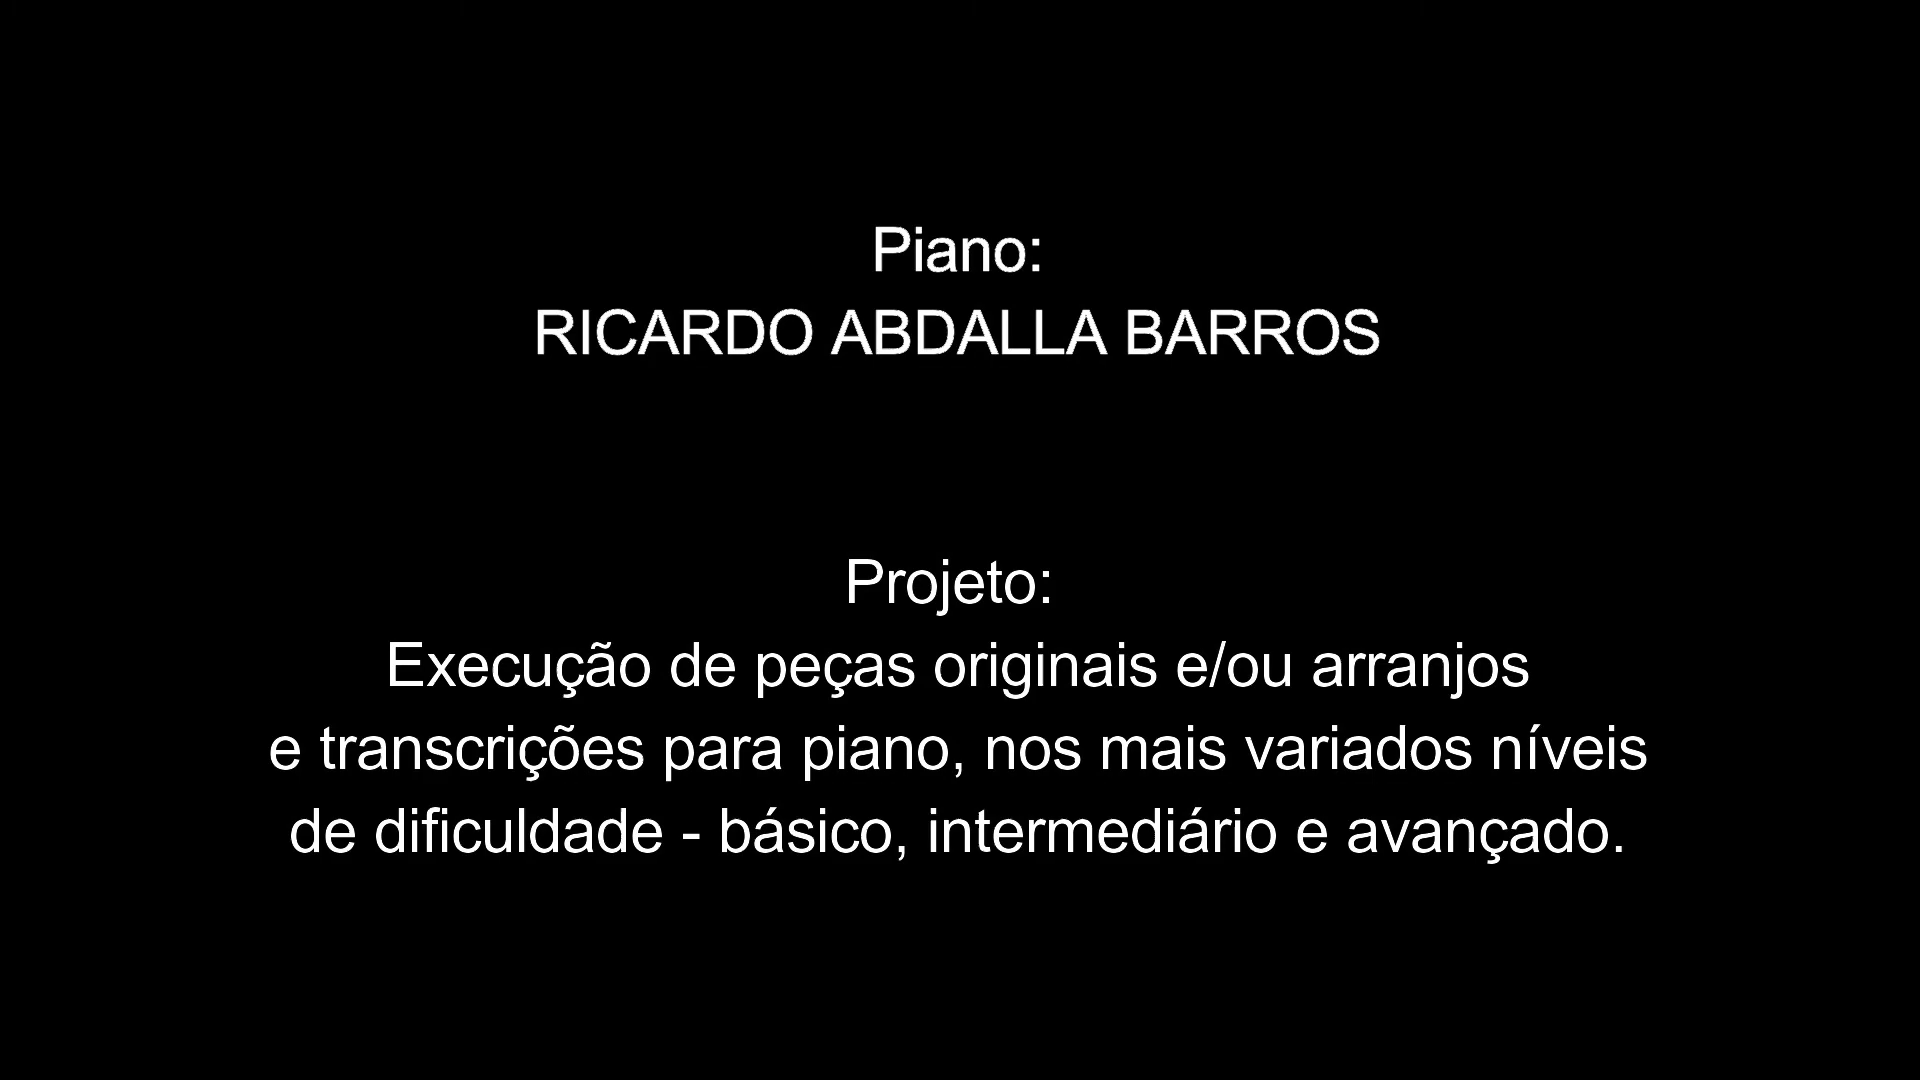 Piano:
RICARDO ABDALLA BARROS
Projeto:
Execução de peças originais e/ou arranjos
e transcrições para piano, nos mais variados níveis
de dificuldade - básico, intermediário e avançado.